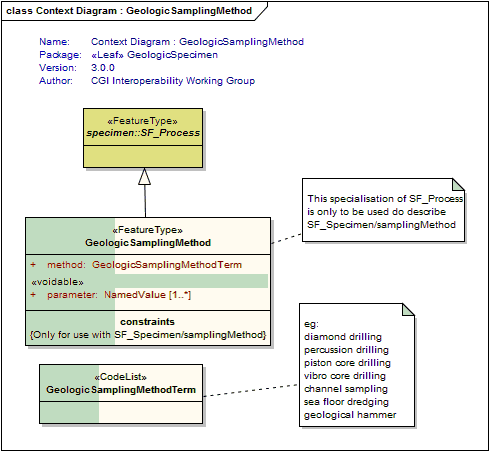 class Context Diagram : GeologicSamplingMethod
Name: Context Diagram : GeologicSamplingMethod
Package: «Leaf» GeologicSpecimen
Version: 3.0.0
Author: CGI Interoperability Working Group
«FeatureType»
specimen::SF_Process
This specialisation of SF_Process
is only to be used do describe
SF_Specimen/samplingMethod
«FeatureType»
GeologicSamplingMethod
+ method: GeologicSamplingMethodTerm
«voidable»
+ parameter: NamedValue [1..*]
constraints
{Only for use with SF_Specimen/samplingMethod}
«CodeList»
GeologicSamplingMethodTerm
eg:
diamond drilling
percussion drilling
piston core drilling
vibro core drilling
channel sampling
sea floor dredging
geological hammer